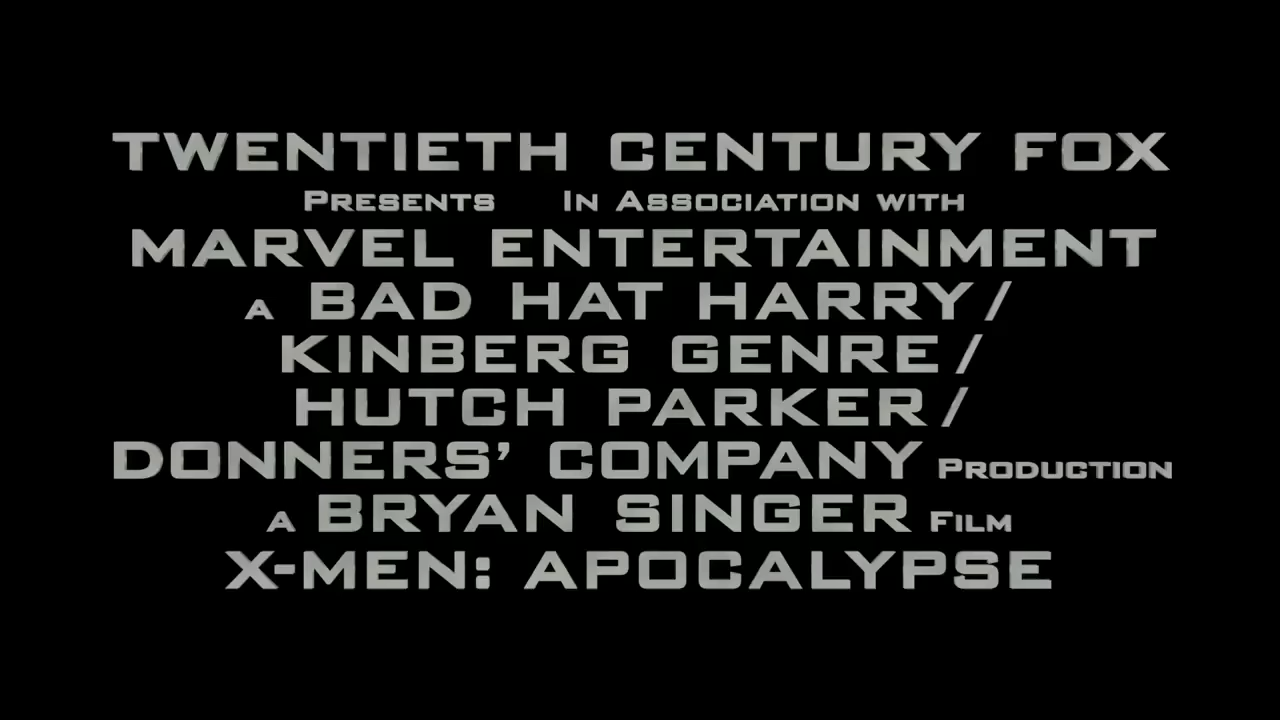 TWENTIETH CENTURY FOX
PRESENTS IN ASSOCIATION WITH
MARVEL ENTERTAINMENT
A BAD HAT HARRY/
KINBERG GENRE/
HUTCH PARKER/
DONNERS’ COMPANY PRODUCTION
A BRYAN SINGER FILM
X-MEN: APOCALYPSE